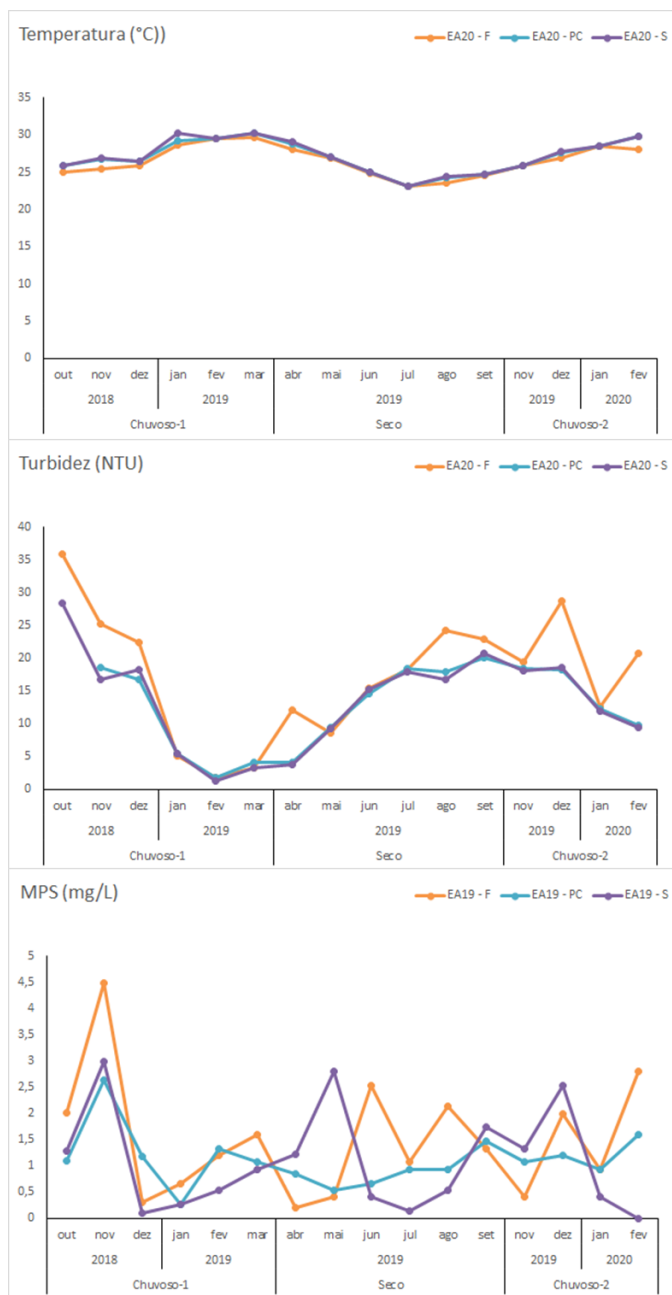 Temperatura (°C))
EA20 - F EA20 - PC EA20 - S
35
30
25
20
15
10
5
0
out nov dez jan fev mar abr mai jun jul ago set nov dez jan fev
2018 2019 2019 2019 2020
Chuvoso-1 Seco Chuvoso-2
Turbidez (NTU)
EA20 - F EA20 - PC EA20 - S
40
35
30
25
20
15
10
5
0
out nov dez jan fev mar abr mai jun jul ago set nov dez jan fev
2018 2019 2019 2019 2020
Chuvoso-1 Seco Chuvoso-2
MPS (mg/L)
EA19 - F EA19 - PC EA19 - S
5
4,5
4
3,5
3
2,5
2
1,5
1
0,5
0
out nov dez jan fev mar abr mai jun jul ago set nov dez jan fev
2018 2019 2019 2019 2020
Chuvoso-1 Seco Chuvoso-2